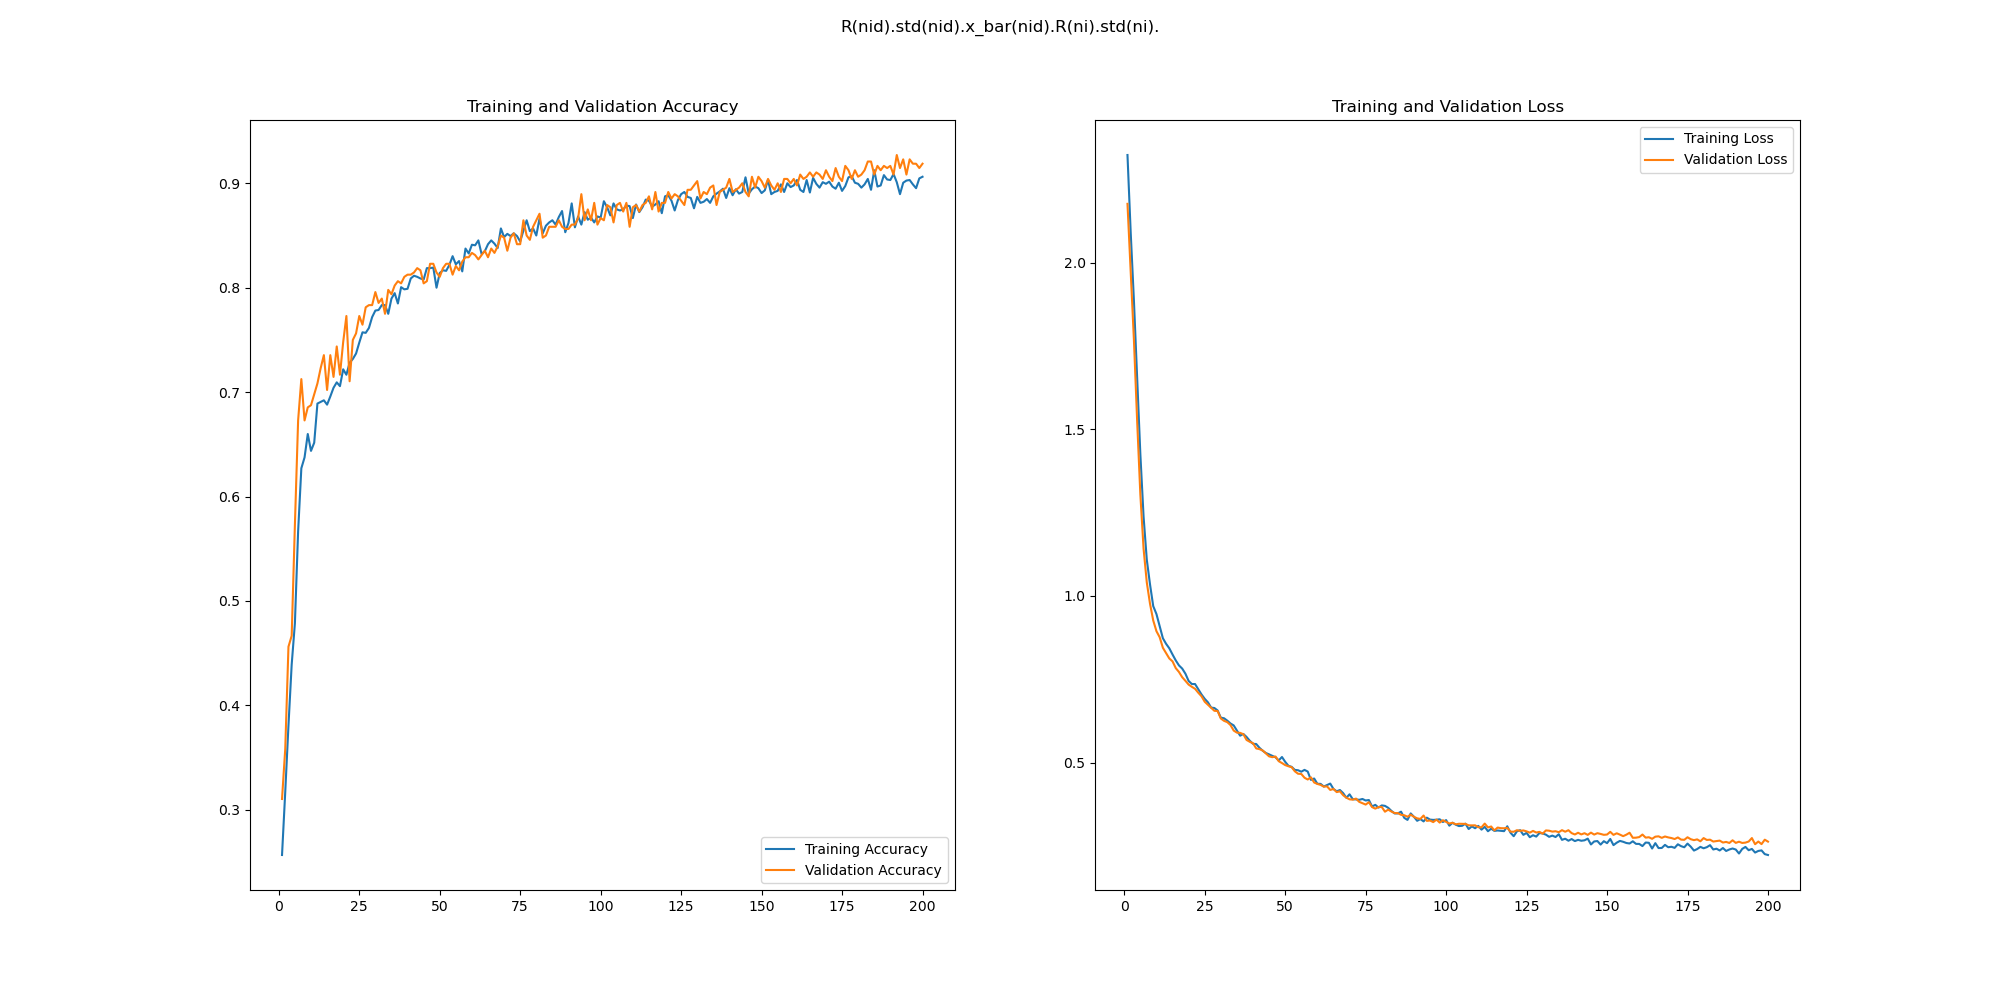 R(nid).std(nid).x_bar(nid).R(ni).std(ni).
Training and Validation Accuracy
0.9
0.8
0.7
0.6
0.5
0.4
0.3
Training Accuracy
Validation Accuracy
0 25 50 75 100 125 150 175 200
Training and Validation Loss
Training Loss
Validation Loss
2.0
1.5
1.0
0.5
0 25 50 75 100 125 150 175 200